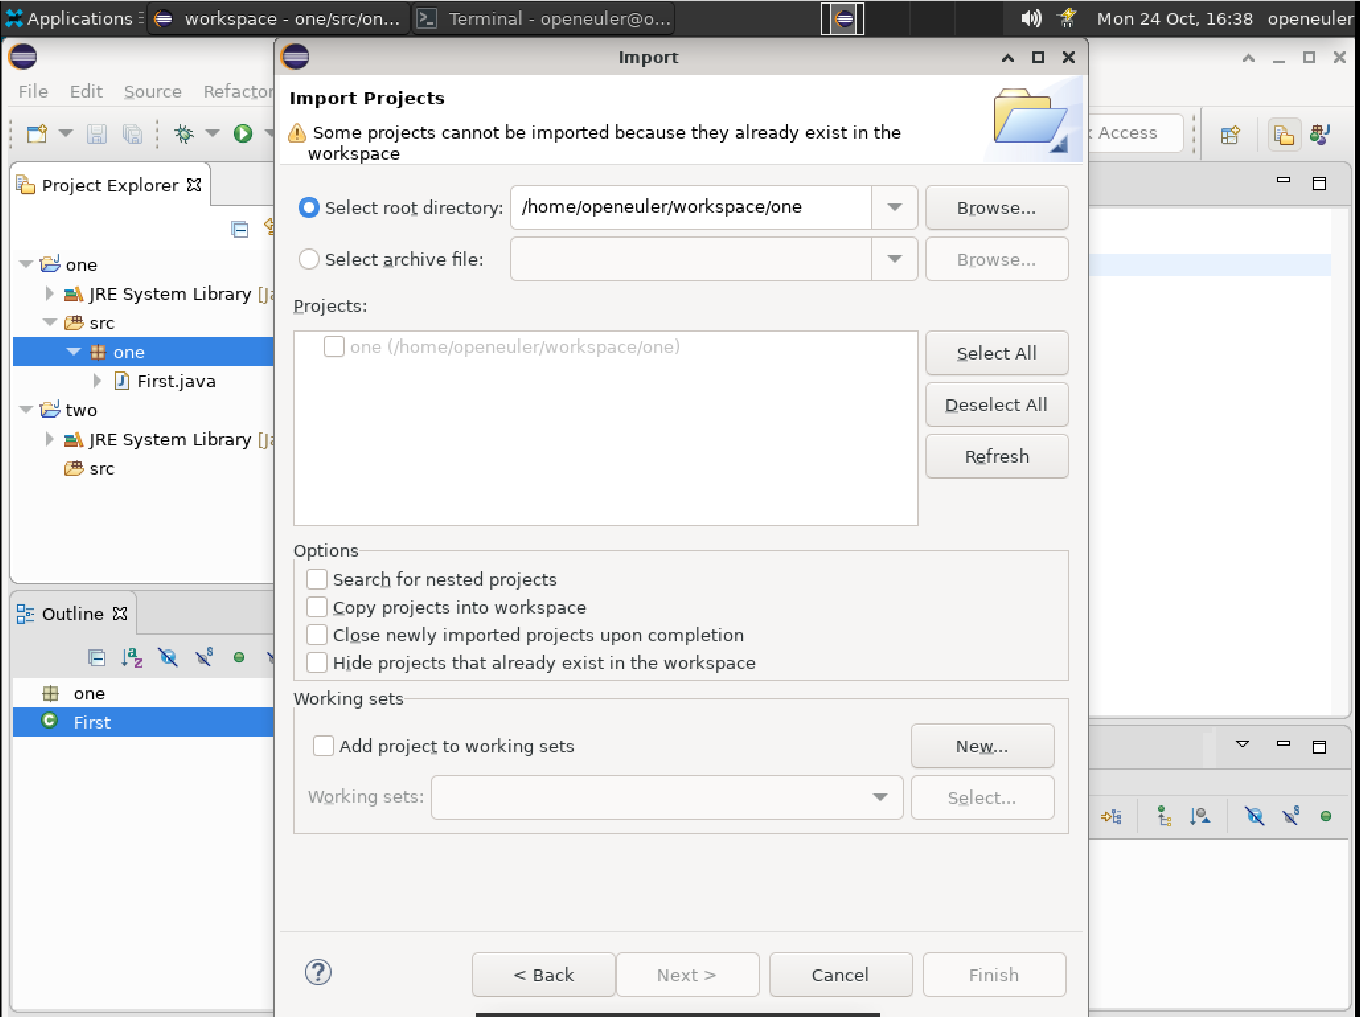 Applications
workspace - one/src/on...
Terminal - openeuler@o...
Mon 24 Oct, 16:38
openeuler
Import
File Edit Source Refactor
Import Projects
Some projects cannot be imported because they already exist in the
workspace
Access
Project Explorer
Select root directory:
/home/openeuler/workspace/one
Browse...
Select archive file:
Browse...
one
JRE System Library [Ja
src
one
First.java
two
JRE System Library [Ja
src
Projects:
one (/home/openeuler/workspace/one)
Select All
Deselect All
Refresh
Options
Search for nested projects
Copy projects into workspace
Close newly imported projects upon completion
Hide projects that already exist in the workspace
Outline
one
First
Working sets
Add project to working sets
New...
Working sets:
Select...
< Back
Next >
Cancel
Finish